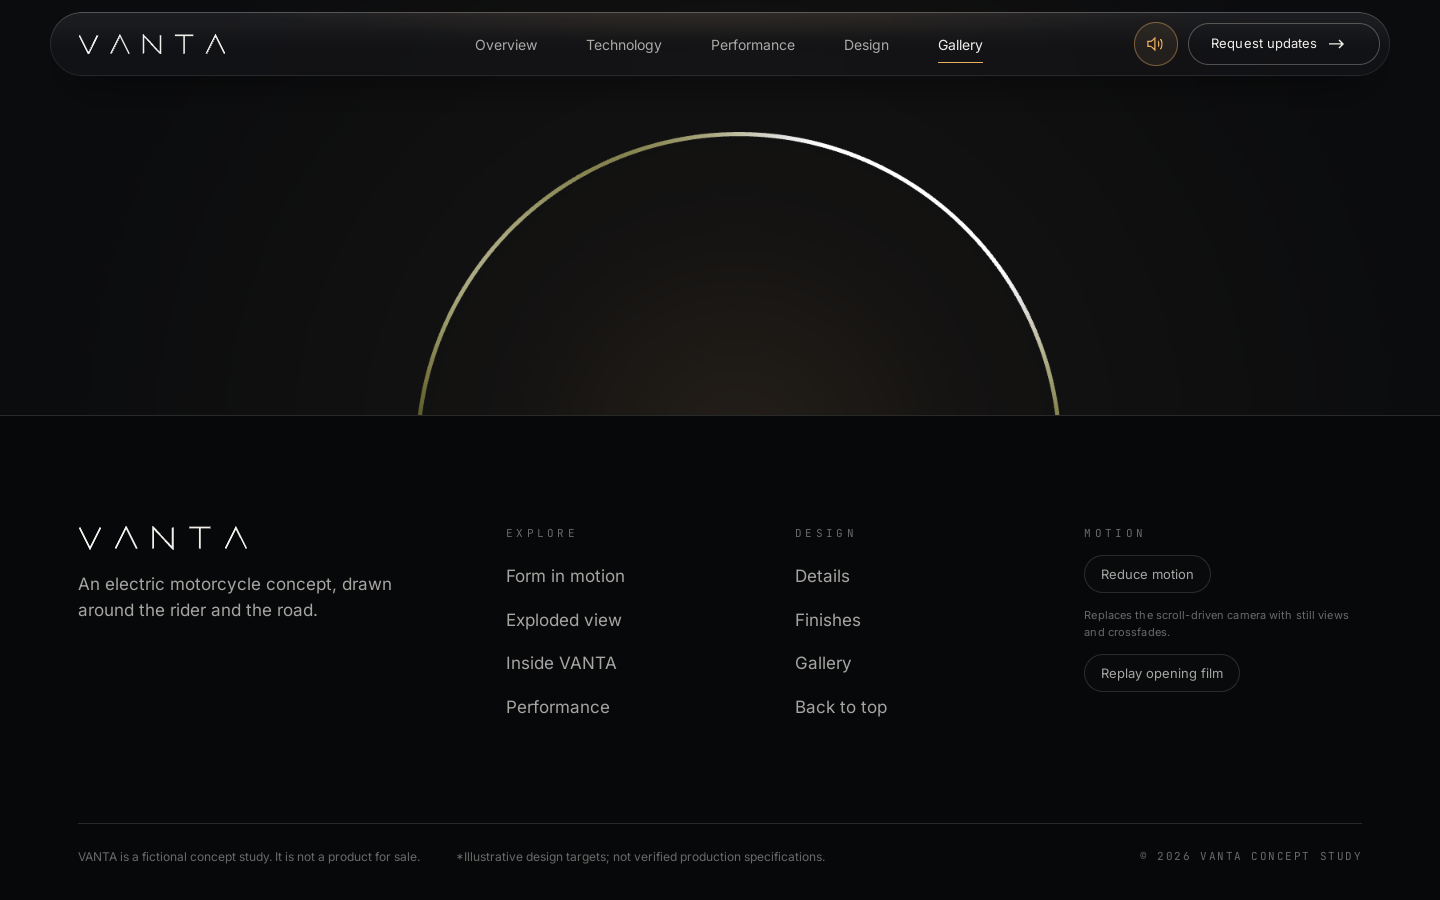 VANTA
Overview
Technology
Performance
Design
Gallery
Request updates
VANTA
An electric motorcycle concept, drawn
around the rider and the road.
EXPLORE
Form in motion
Exploded view
Inside VANTA
Performance
DESIGN
Details
Finishes
Gallery
Back to top
MOTION
Reduce motion
Replaces the scroll-driven camera with still views
and crossfades.
Replay opening film
VANTA is a fictional concept study. It is not a product for sale.
*Illustrative design targets; not verified production specifications.
© 2026 VANTA CONCEPT STUDY